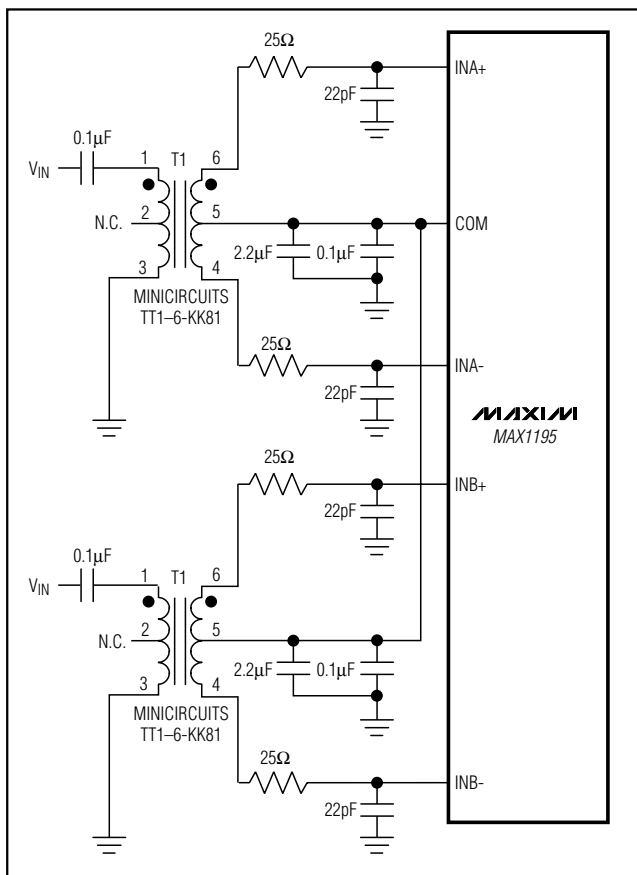 25Ω
INA+
22pF
0.1µF
1 T1 6
VIN
N.C. 2 5
COM
2.2µF 0.1µF
3 4
MINICIRCUITS
TT1–6-KK81
25Ω
INA-
22pF
MAXIM
MAX1195
25Ω
INB+
22pF
0.1µF
1 T1 6
VIN
N.C. 2 5
2.2µF 0.1µF
3 4
MINICIRCUITS
TT1–6-KK81
25Ω
INB-
22pF